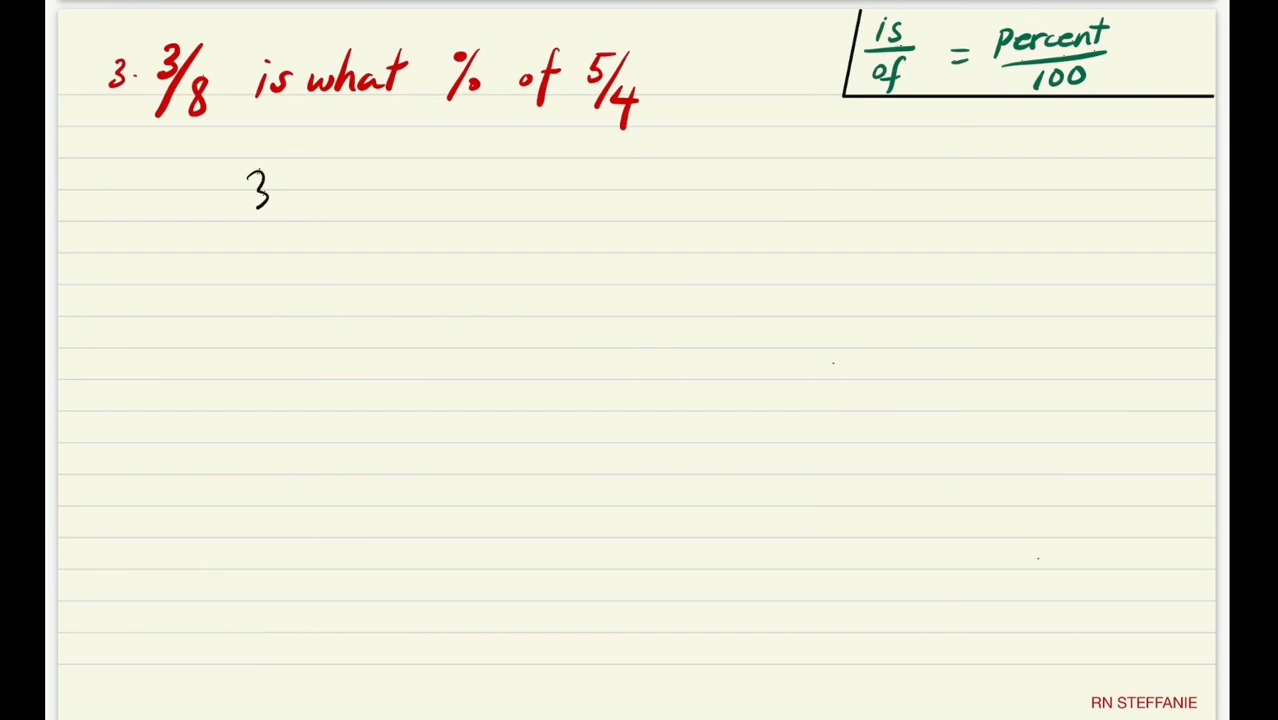 3. 3/8 is what % of 5/4
is/of = percent/100
3
RN STEFFANIE